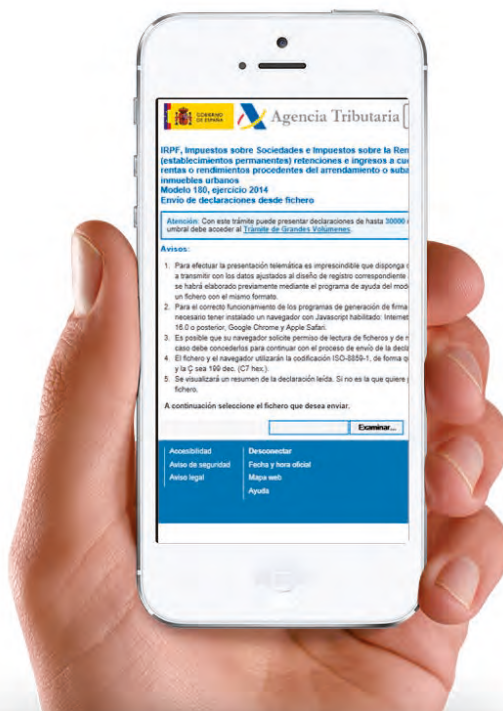 GOBIERNO
DE ESPAÑA
Agencia Tributaria
IRPF, Impuestos sobre Sociedades e Impuestos sobre la Ren
(establecimientos permanentes) retenciones e ingresos a cue
rentas o rendimientos procedentes del arrendamiento o suba
inmuebles urbanos
Modelo 180, ejercicio 2014
Envío de declaraciones desde fichero
Atención: Con este trámite puede presentar declaraciones de hasta 30000
umbral debe acceder al Trámite de Grandes Volúmenes.
Avisos:
1. Para efectuar la presentación telemática es imprescindible que disponga
a transmitir con los datos ajustados al diseño de registro correspondiente
se habrá elaborado previamente mediante el programa de ayuda del mod
un fichero con el mismo formato.
2. Para el correcto funcionamiento de los programas de generación de firma
necesario tener instalado un navegador con Javascript habilitado: Internet
16.0 o posterior, Google Chrome y Apple Safari.
3. Es posible que su navegador solicite permiso de lectura de ficheros y de
caso debe concederlos para continuar con el proceso de envío de la decla
4. El fichero y el navegador utilizarán la codificación ISO-8859-1, de forma q
y la Ç sea 199 dec. (C7 hex.).
5. Se visualizará un resumen de la declaración leída. Si no es la que quiere
fichero.
A continuación seleccione el fichero que desea enviar.
Examinar...
Accesibilidad
Aviso de seguridad
Aviso legal
Desconectar
Fecha y hora oficial
Mapa web
Ayuda